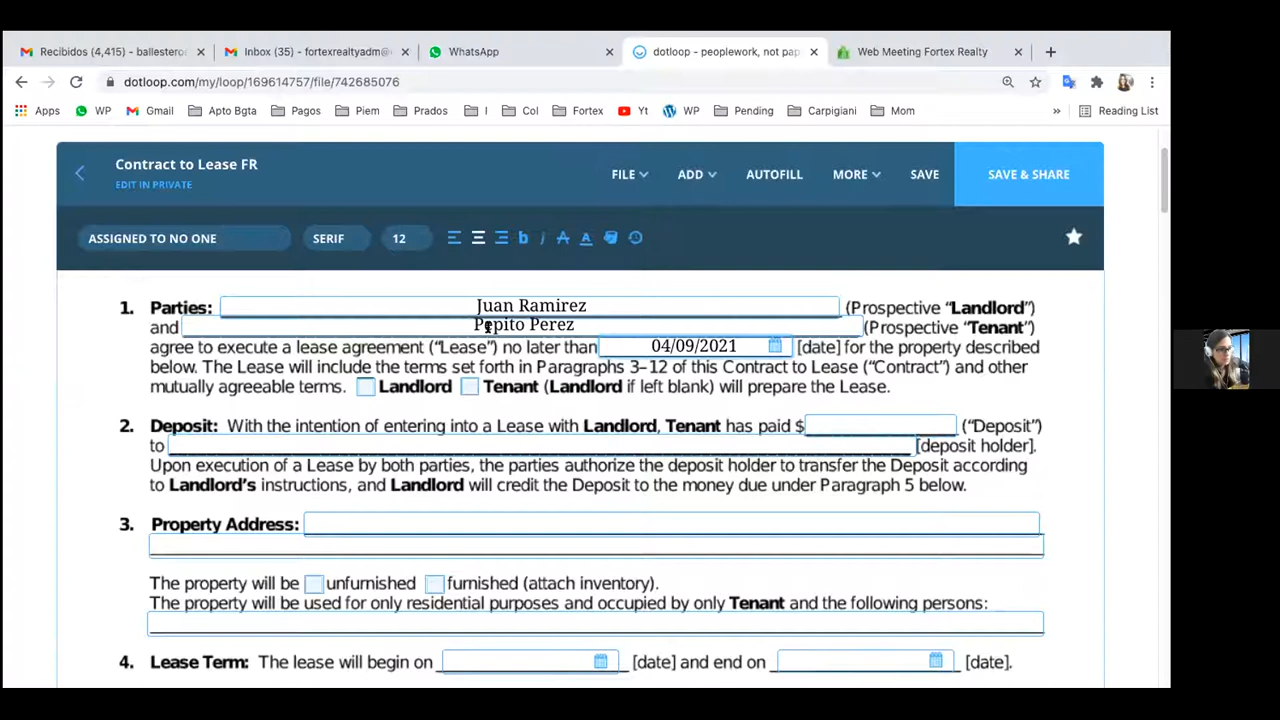 Recibidos (4,415) - ballestero
Inbox (35) - fortexrealtyadm@
WhatsApp
dotloop - peoplework, not pap
Web Meeting Fortex Realty
dotloop.com/my/loop/169614757/file/742685076
Apps WP Gmail Apto Bgta Pagos Piem Prados I Col Fortex Yt WP Pending Carpigiani Mom » Reading List
Contract to Lease FR
EDIT IN PRIVATE
FILE ADD AUTOFILL MORE SAVE SAVE & SHARE
ASSIGNED TO NO ONE SERIF 12 b i A A
1. Parties: Juan Ramirez (Prospective “Landlord”)
and Pepito Perez (Prospective “Tenant”)
agree to execute a lease agreement (“Lease”) no later than 04/09/2021 [date] for the property described
below. The Lease will include the terms set forth in Paragraphs 3–12 of this Contract to Lease (“Contract”) and other
mutually agreeable terms. Landlord Tenant (Landlord if left blank) will prepare the Lease.
2. Deposit: With the intention of entering into a Lease with Landlord, Tenant has paid $ (“Deposit”)
to [deposit holder].
Upon execution of a Lease by both parties, the parties authorize the deposit holder to transfer the Deposit according
to Landlord’s instructions, and Landlord will credit the Deposit to the money due under Paragraph 5 below.
3. Property Address:
The property will be unfurnished furnished (attach inventory).
The property will be used for only residential purposes and occupied by only Tenant and the following persons:
4. Lease Term: The lease will begin on [date] and end on [date].